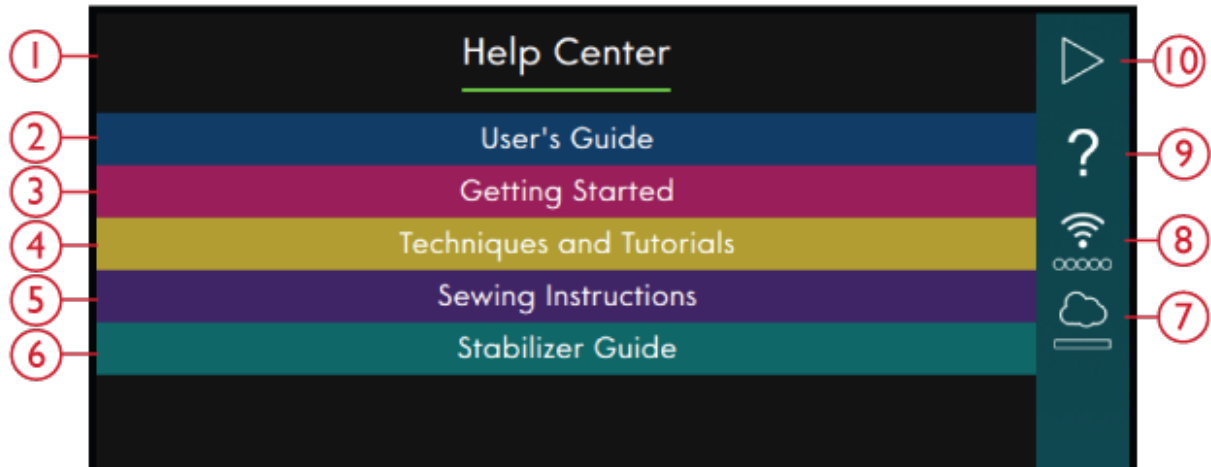 1
Help Center
10
2
User's Guide
?
9
3
Getting Started
4
Techniques and Tutorials
8
5
Sewing Instructions
7
6
Stabilizer Guide